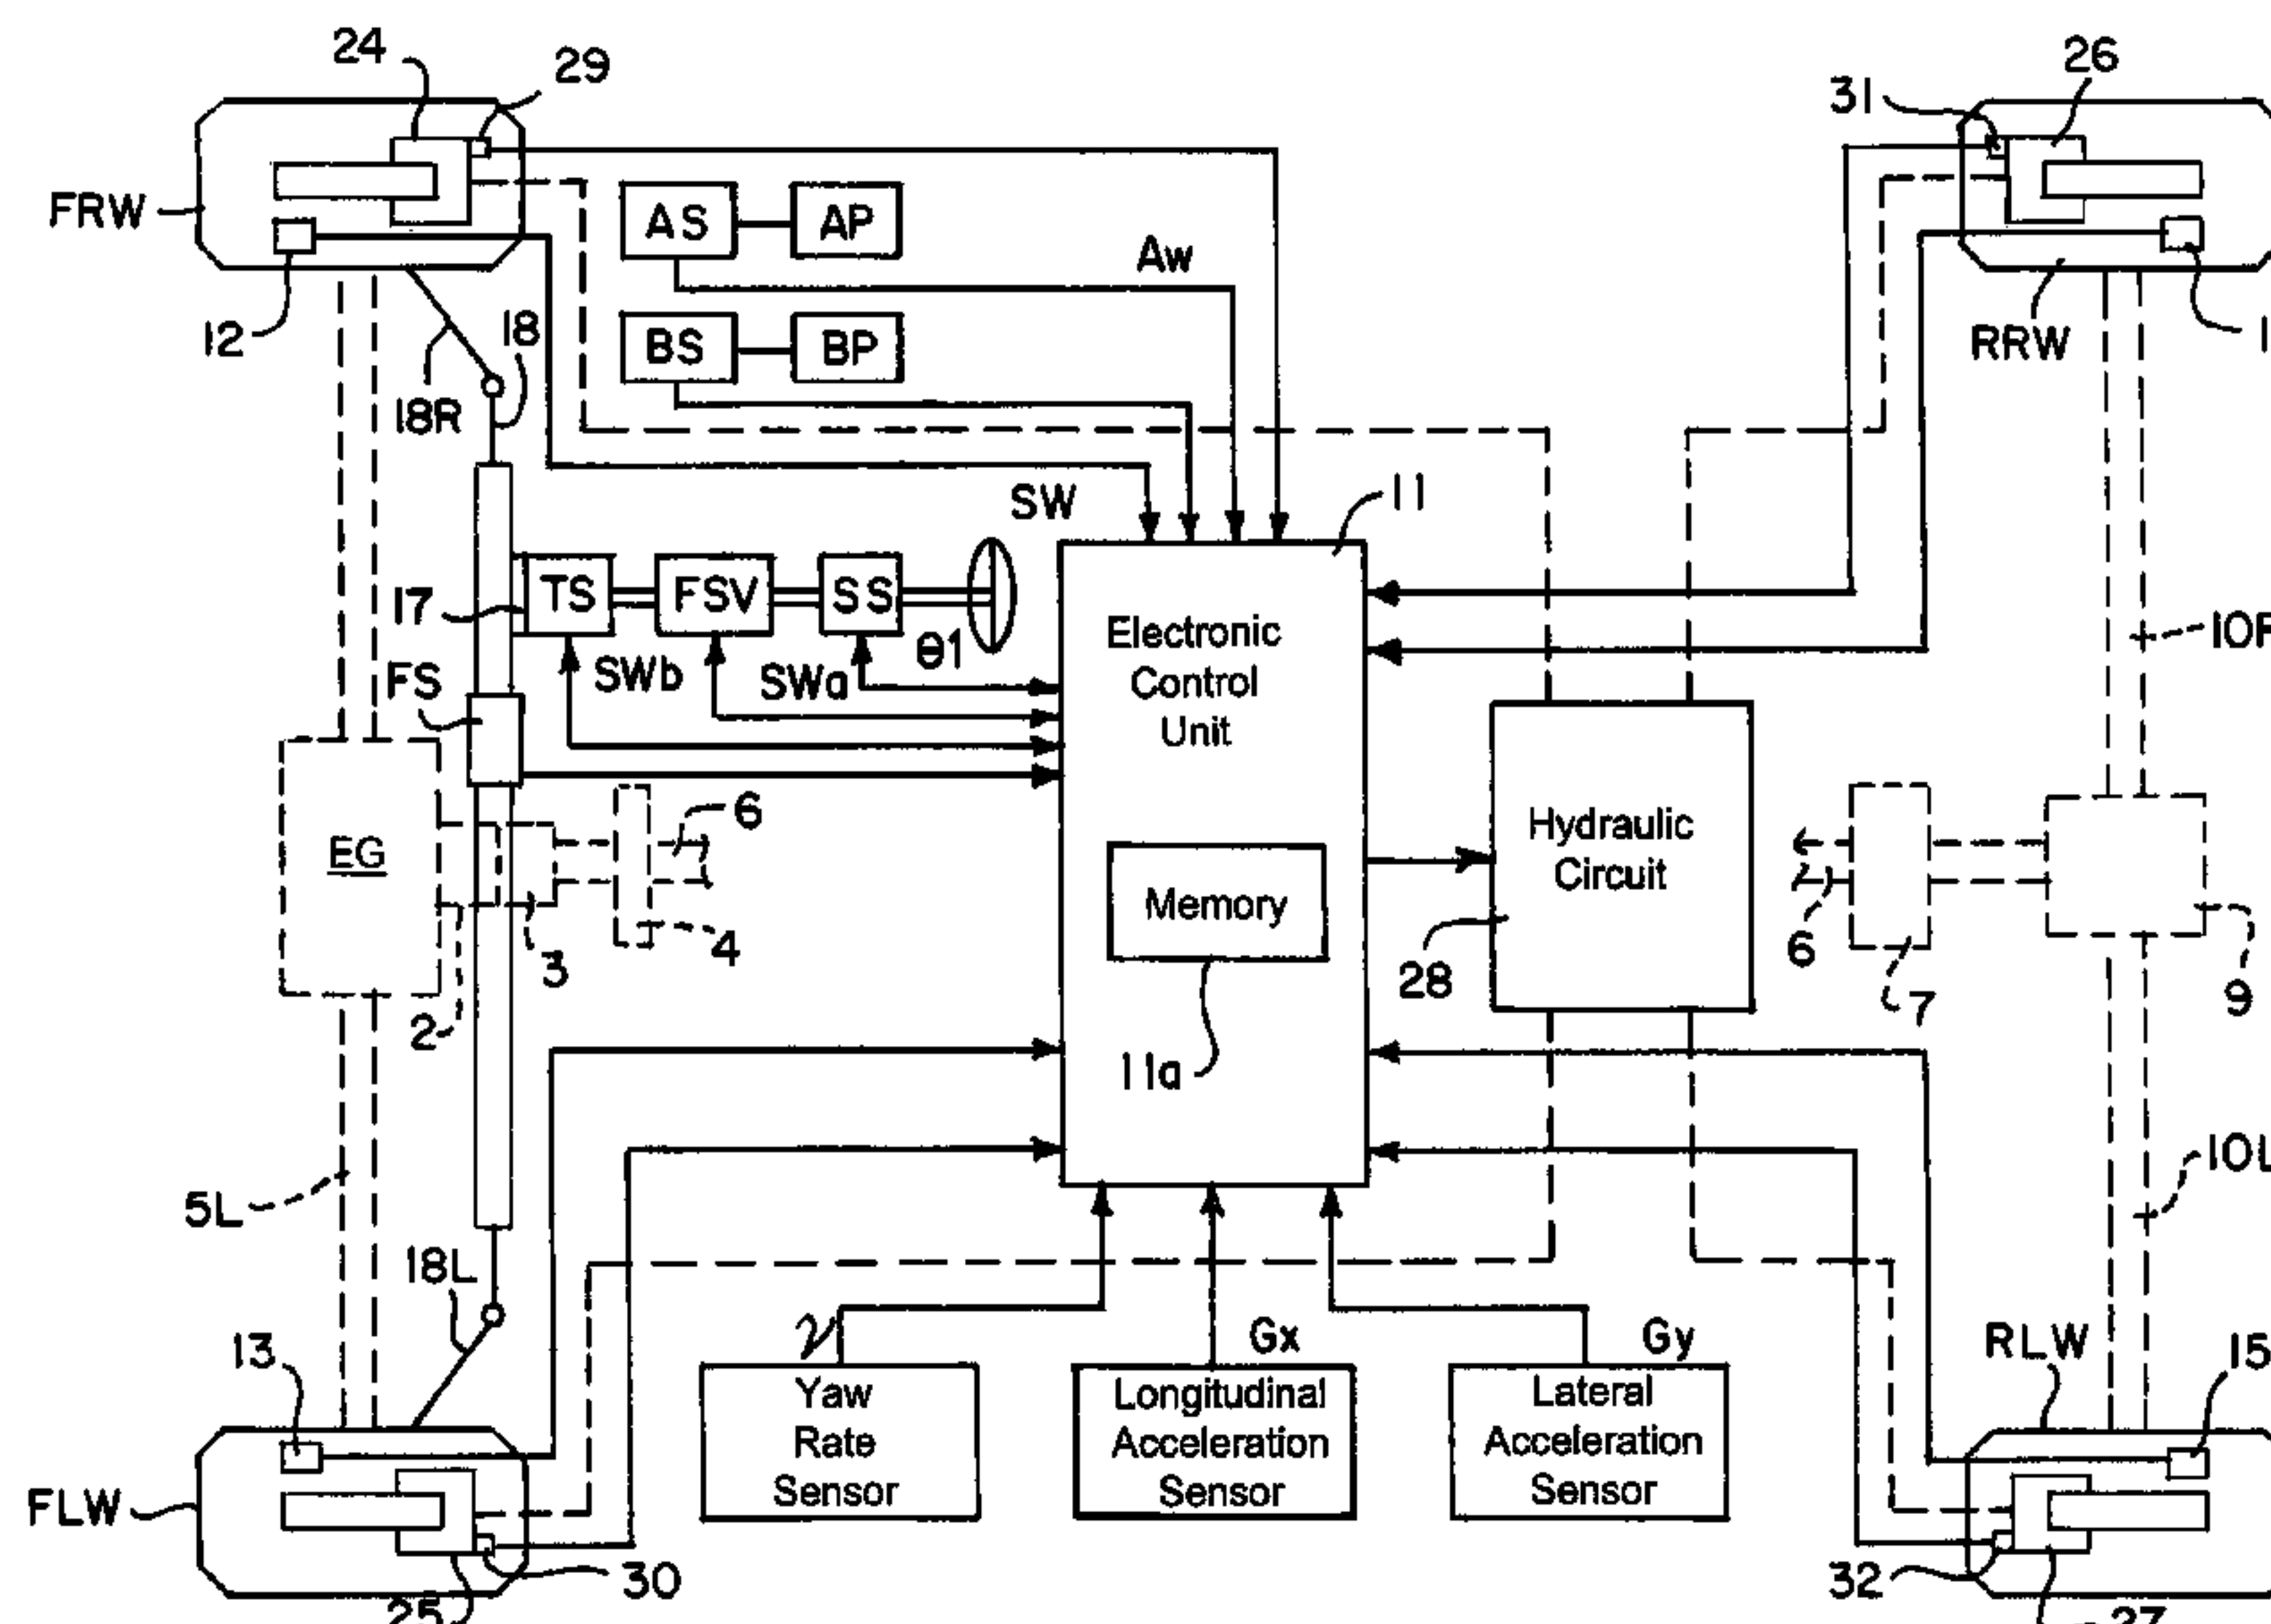 24
29
26
31
FRW
AS
AP
Aw
12
18
BS
BP
RRW
1
18R
SW
11
17
TS
FSV
SS
θ1
Electronic
Control
Unit
10R
FS
SWb
SWa
EG
6
Hydraulic
Circuit
Memory
2
3
4
28
6
7
9
11a
5L
10L
18L
Gx
Gy
RLW
13
15
Yaw
Rate
Sensor
Longitudinal
Acceleration
Sensor
Lateral
Acceleration
Sensor
FLW
30
32
25
27